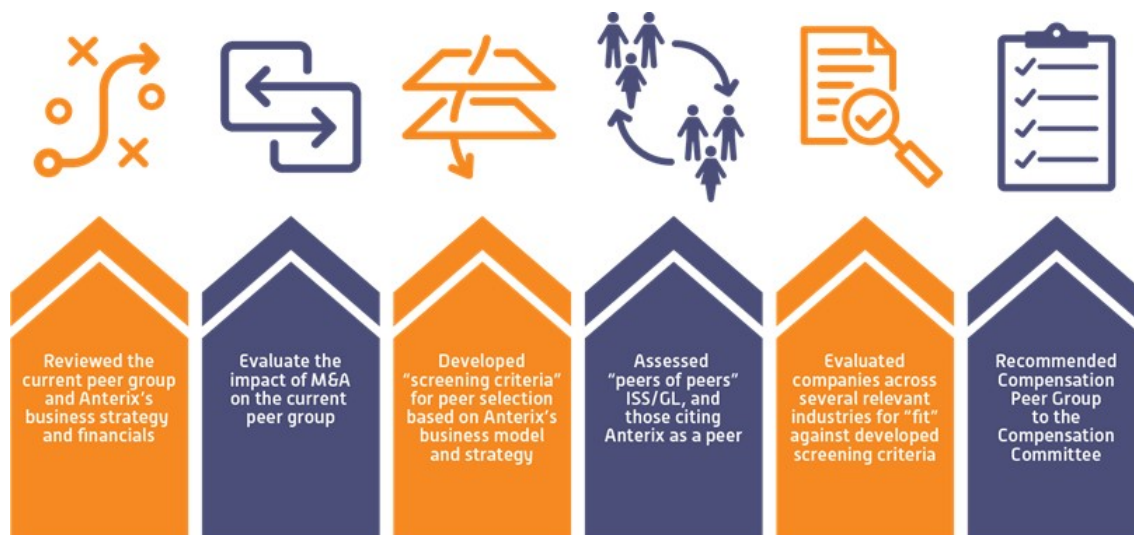 Reviewed the
current peer group
and Anterix's
business strategy
and financials
Evaluate the
impact of M&A
on the current
peer group
Developed
"screening criteria"
for peer selection
based on Anterix's
business model
and strategy
Assessed
"peers of peers"
ISS/GL, and
those citing
Anterix as a peer
Evaluated
companies across
several relevant
industries for "fit"
against developed
screening criteria
Recommended
Compensation
Peer Group
to the
Compensation
Committee